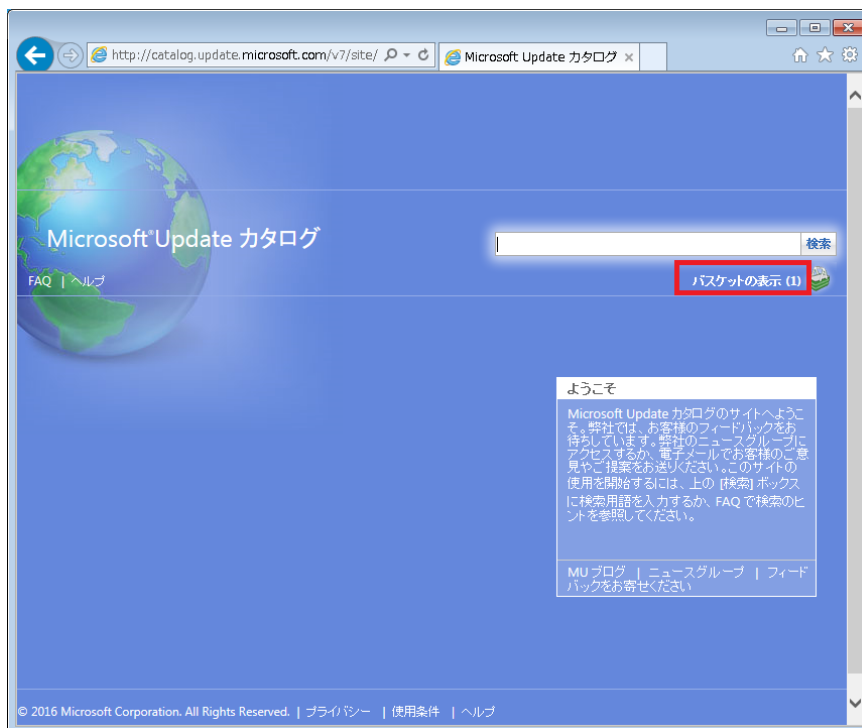 http://catalog.update.microsoft.com/v7/site/
Microsoft Update カタログ
Microsoft®Update カタログ
検索
FAQ | ヘルプ
バスケットの表示 (1)
ようこそ
Microsoft Update カタログのサイトへようこ
そ。弊社では、お客様のフィードバックをお
待ちしています。弊社のニュースグループに
アクセスするか、電子メールでお客様のご意
見やご提案をお送りください。このサイトの
使用を開始するには、上の [検索] ボックス
に検索用語を入力するか、FAQ で検索のヒ
ントを参照してください。
MU ブログ | ニュースグループ | フィード
バックをお寄せください
© 2016 Microsoft Corporation. All Rights Reserved. | プライバシー | 使用条件 | ヘルプ